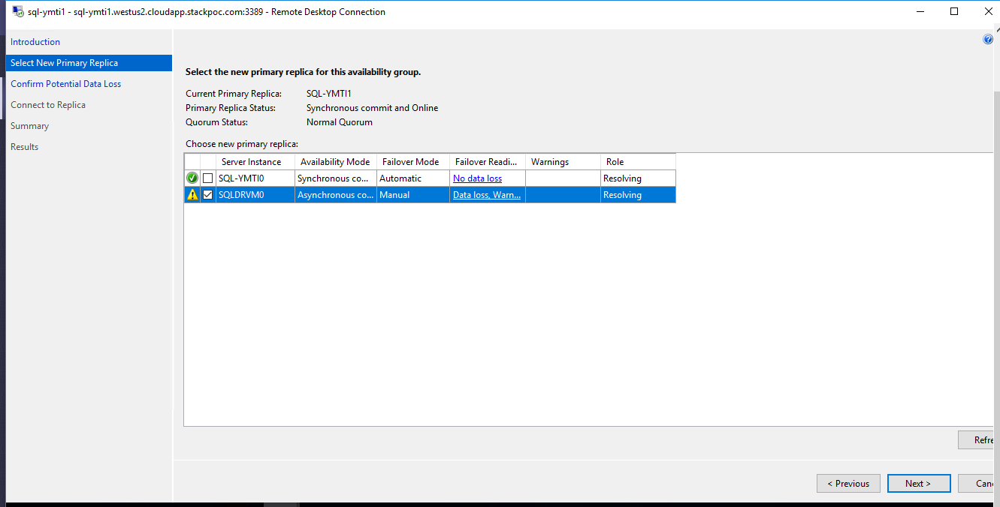 sql-ymti1 - sql-ymti1.westus2.cloudapp.stackpoc.com:3389 - Remote Desktop Connection
Introduction
Select New Primary Replica
Confirm Potential Data Loss
Connect to Replica
Summary
Results
Select the new primary replica for this availability group.
Current Primary Replica: SQL-YMTI1
Primary Replica Status: Synchronous commit and Online
Quorum Status: Normal Quorum
Choose new primary replica:
Server Instance Availability Mode Failover Mode Failover Readi... Warnings Role
SQL-YMTI0 Synchronous co... Automatic No data loss Resolving
SQLDRVM0 Asynchronous co... Manual Data loss, Warn... Resolving
Refre
< Previous Next > Canc